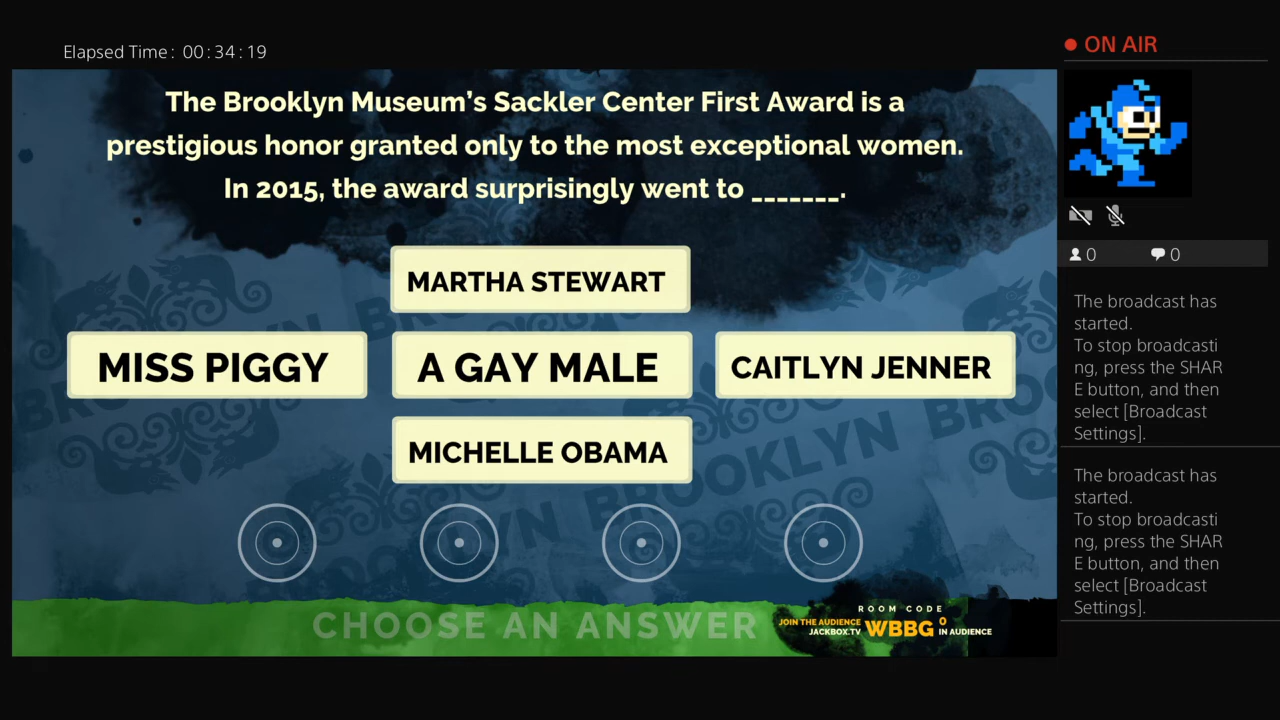 Elapsed Time: 00:34:19
ON AIR
The Brooklyn Museum's Sackler Center First Award is a
prestigious honor granted only to the most exceptional women.
In 2015, the award surprisingly went to _______.
MARTHA STEWART
MISS PIGGY
A GAY MALE
CAITLYN JENNER
MICHELLE OBAMA
BROOKLYN
CHOOSE AN ANSWER
ROOM CODE
JOIN THE AUDIENCE
JACKBOX.TV
WBBG
0
IN AUDIENCE
0
0
The broadcast has
started.
To stop broadcasti
ng, press the SHAR
E button, and then
select [Broadcast
Settings].
The broadcast has
started.
To stop broadcasti
ng, press the SHAR
E button, and then
select [Broadcast
Settings].